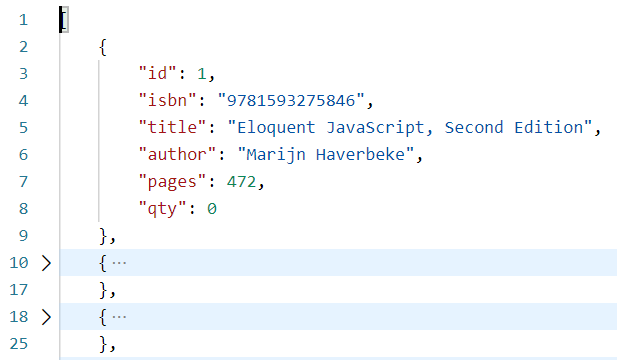 1 [
2 {
3 "id": 1,
4 "isbn": "9781593275846",
5 "title": "Eloquent JavaScript, Second Edition",
6 "author": "Marijn Haverbeke",
7 "pages": 472,
8 "qty": 0
9 },
10 > { ···
17 },
18 > { ···
25 },